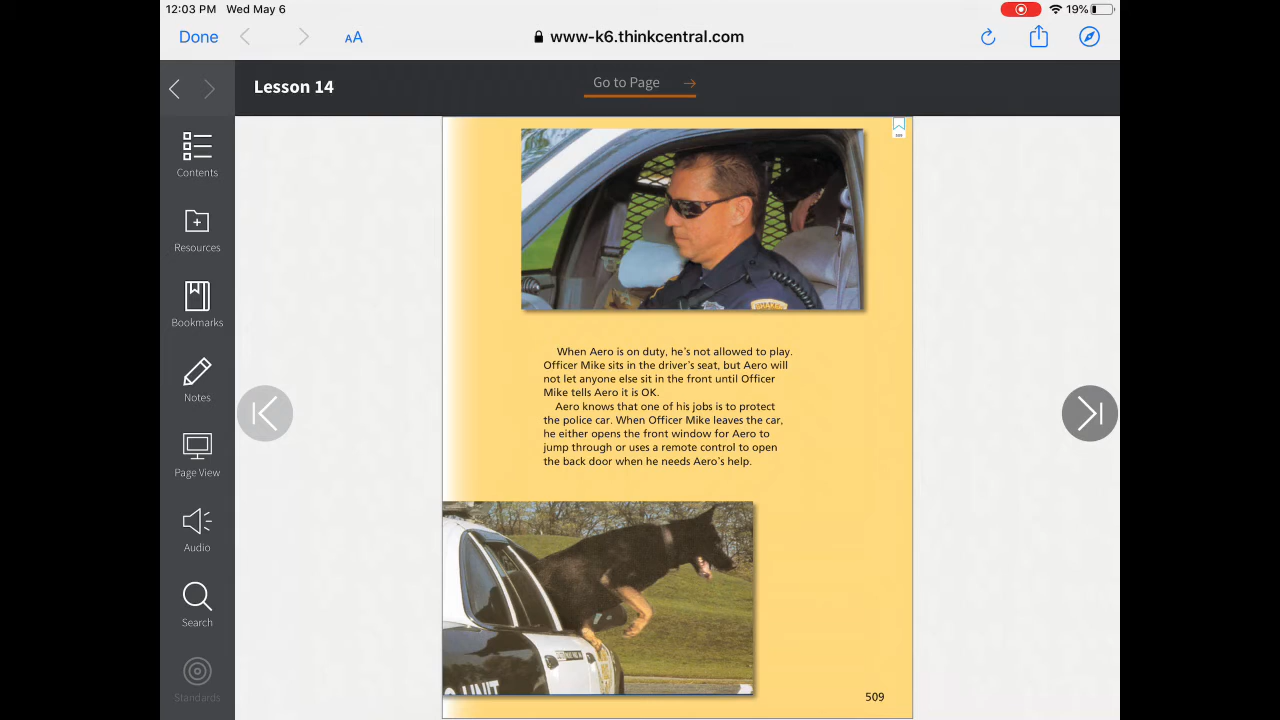 12:03 PM Wed May 6
19%
Done
AA
www-k6.thinkcentral.com
Lesson 14
Go to Page
Contents
Resources
Bookmarks
Notes
Page View
Audio
Search
Standards
When Aero is on duty, he's not allowed to play.
Officer Mike sits in the driver's seat, but Aero will
not let anyone else sit in the front until Officer
Mike tells Aero it is OK.
Aero knows that one of his jobs is to protect
the police car. When Officer Mike leaves the car,
he either opens the front window for Aero to
jump through or uses a remote control to open
the back door when he needs Aero's help.
UNIT
509